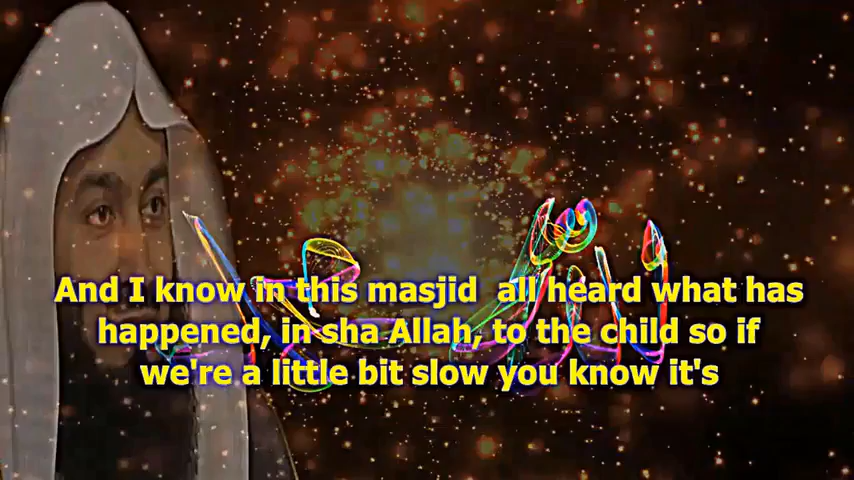 And I know in this masjid all heard what has
happened, in sha Allah, to the child so if
we're a little bit slow you know it's